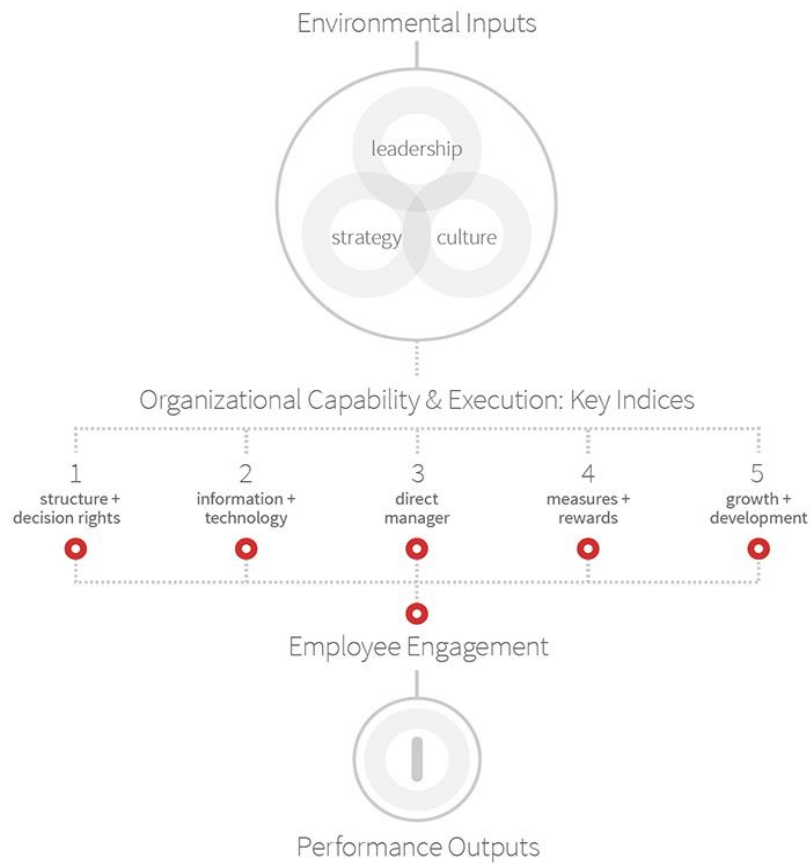 Environmental Inputs
leadership
strategy culture
Organizational Capability & Execution: Key Indices
1 2 3 4 5
structure + information + direct measures + growth +
decision rights technology manager rewards development
Employee Engagement
Performance Outputs